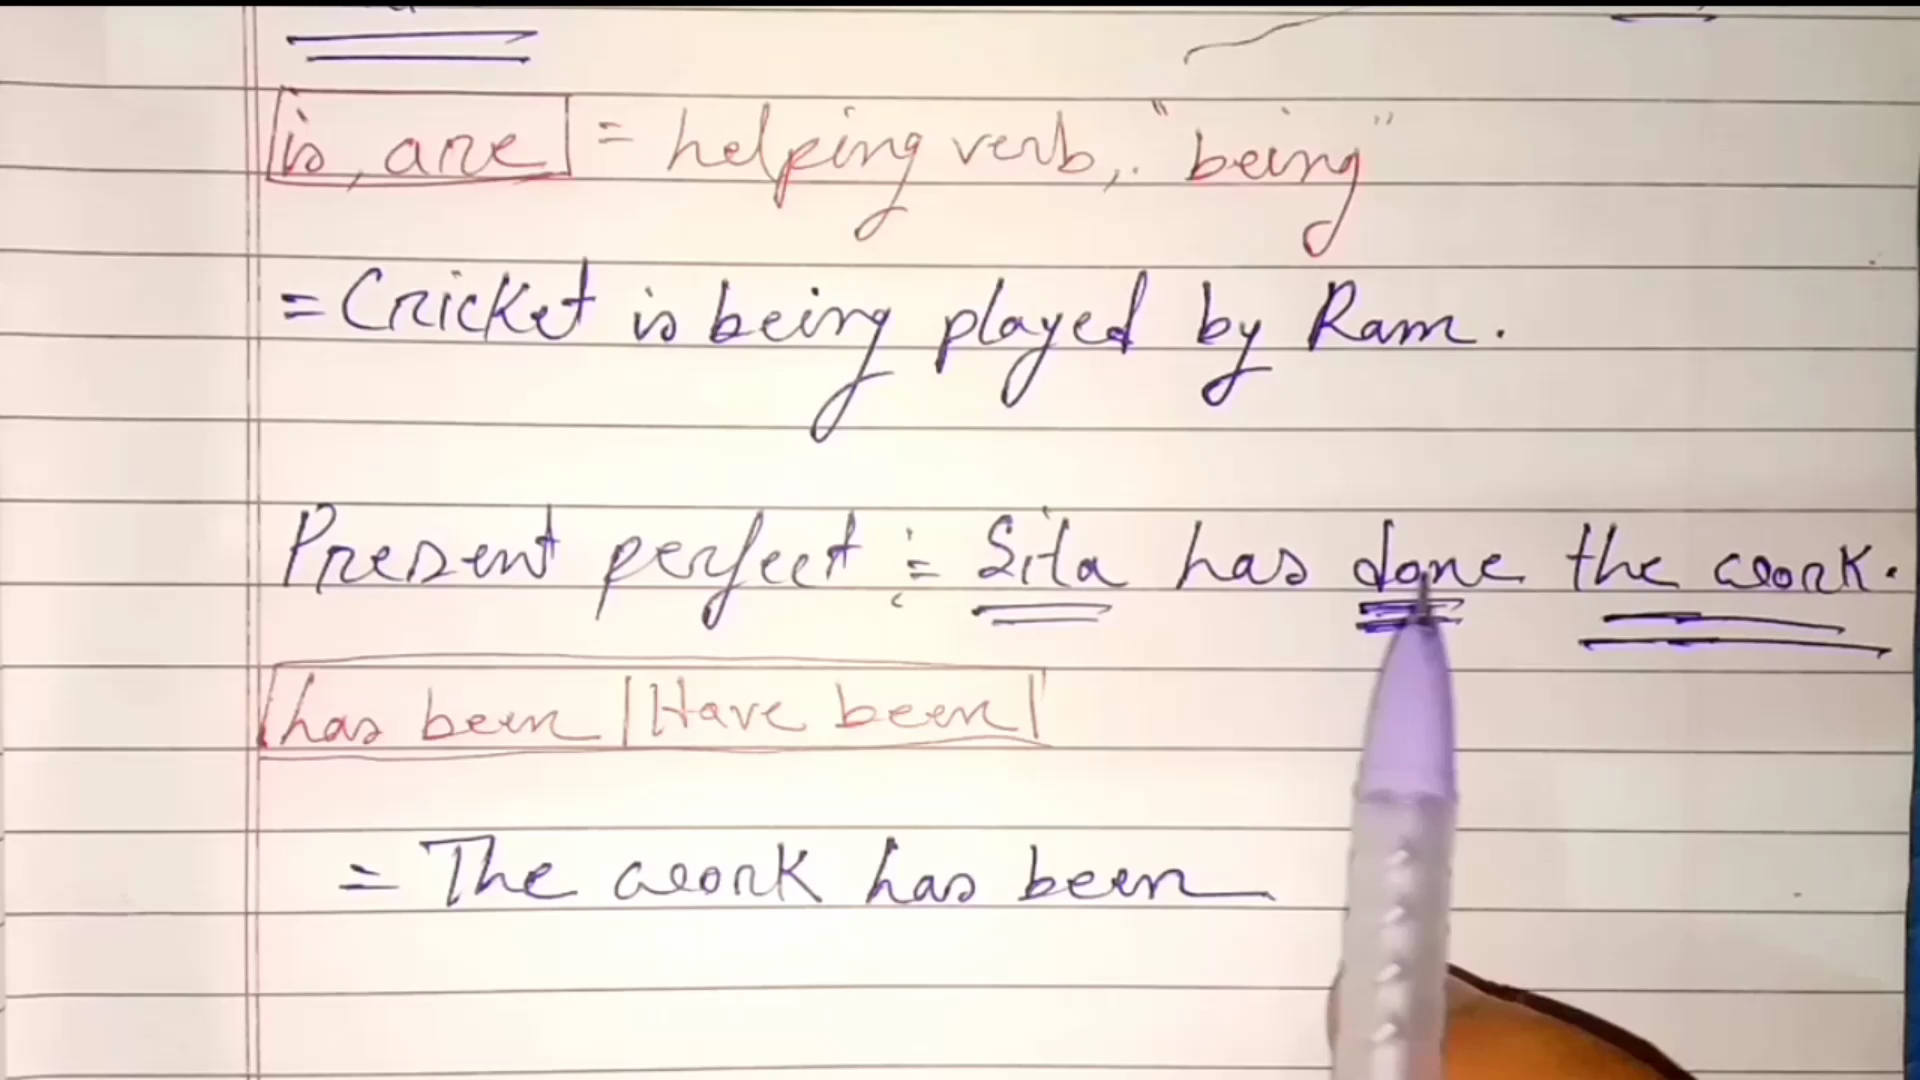 is, are = helping verb, "being"
= Cricket is being played by Ram.
Present perfect := Sita has done the work.
has been | Have been |
= The work has been